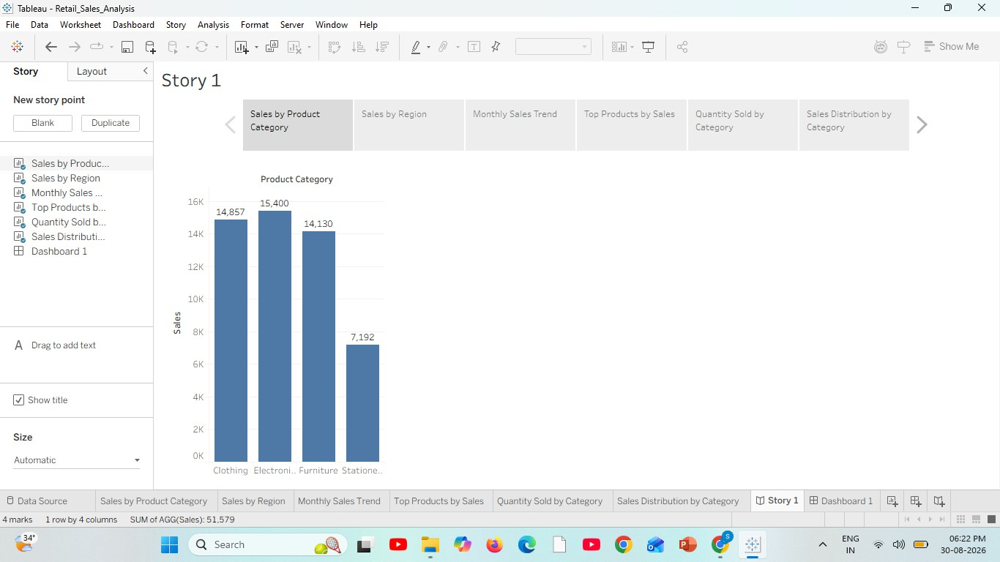 Tableau - Retail_Sales_Analysis
File Data Worksheet Dashboard Story Analysis Format Server Window Help
Show Me
Story Layout
New story point
Blank Duplicate
Sales by Produc...
Sales by Region
Monthly Sales ...
Top Products b...
Quantity Sold b...
Sales Distributi...
Dashboard 1
A Drag to add text
Show title
Size
Automatic
Story 1
Sales by Product
Category
Sales by Region
Monthly Sales Trend
Top Products by Sales
Quantity Sold by
Category
Sales Distribution by
Category
Product Category
16K
14K
12K
10K
8K
6K
4K
2K
0K
Sales
14,857
15,400
14,130
7,192
Clothing Electroni.. Furniture Statione..
Data Source Sales by Product Category Sales by Region Monthly Sales Trend Top Products by Sales Quantity Sold by Category Sales Distribution by Category Story 1 Dashboard 1
4 marks 1 row by 4 columns SUM of AGG(Sales): 51,579
34°
Search
S
ENG
IN
06:22 PM
30-08-2026